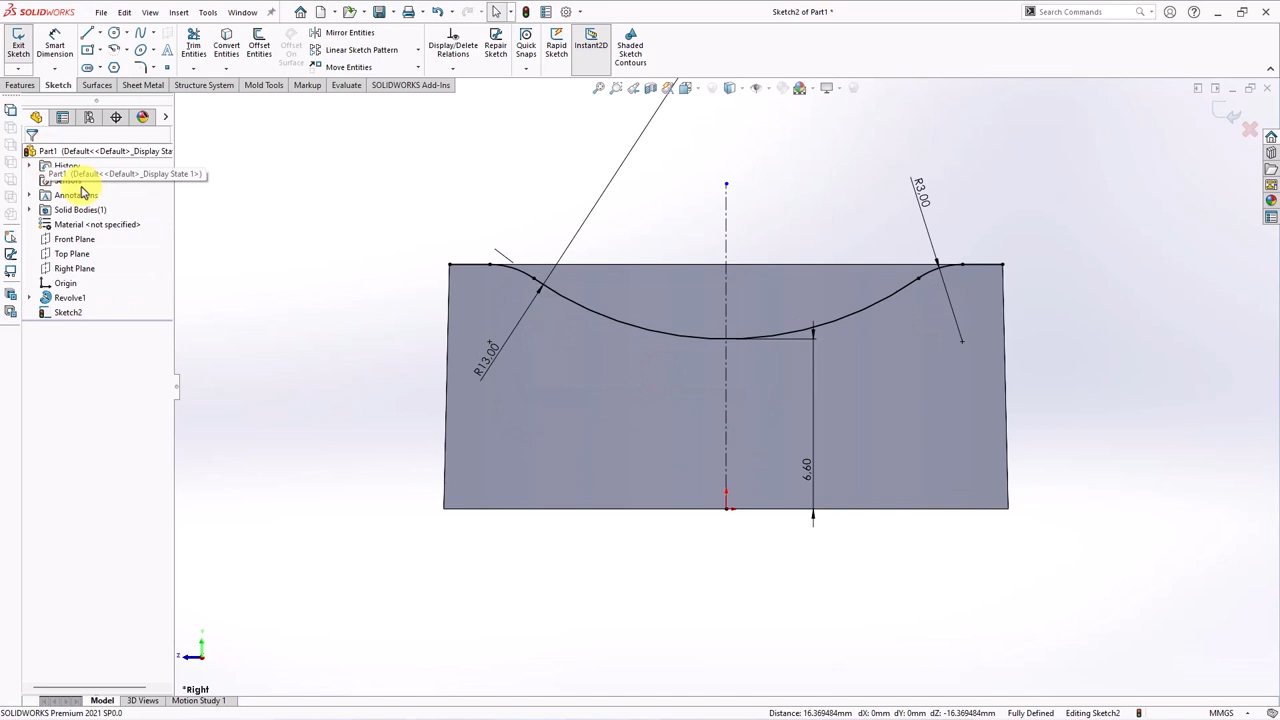 SOLIDWORKS File Edit View Insert Tools Window Sketch2 of Part1 * Search Commands
Exit Sketch
Smart Dimension
Trim Entities
Convert Entities
Offset Entities
Offset On Surface
Mirror Entities
Linear Sketch Pattern
Move Entities
Display/Delete Relations
Repair Sketch
Quick Snaps
Rapid Sketch
Instant2D
Shaded Sketch Contours
Features Sketch Surfaces Sheet Metal Structure System Mold Tools Markup Evaluate SOLIDWORKS Add-Ins
Part1 (Default<<Default>_Display Sta
History
Part1 (Default<<Default>_Display State 1>)
Sensors
Annotations
Solid Bodies(1)
Material <not specified>
Front Plane
Top Plane
Right Plane
Origin
Revolve1
Sketch2
R3.00
R13.00
6.60
Y
Z
*Right
Model 3D Views Motion Study 1
SOLIDWORKS Premium 2021 SP0.0 Distance: 16.369484mm dX: 0mm dY: 0mm dZ: -16.369484mm Fully Defined Editing Sketch2 MMGS